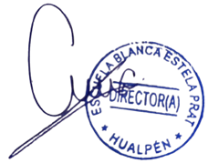 ESCUELA BLANCA ESTELA PRAT
DIRECTOR(A)
* HUALPÉN *